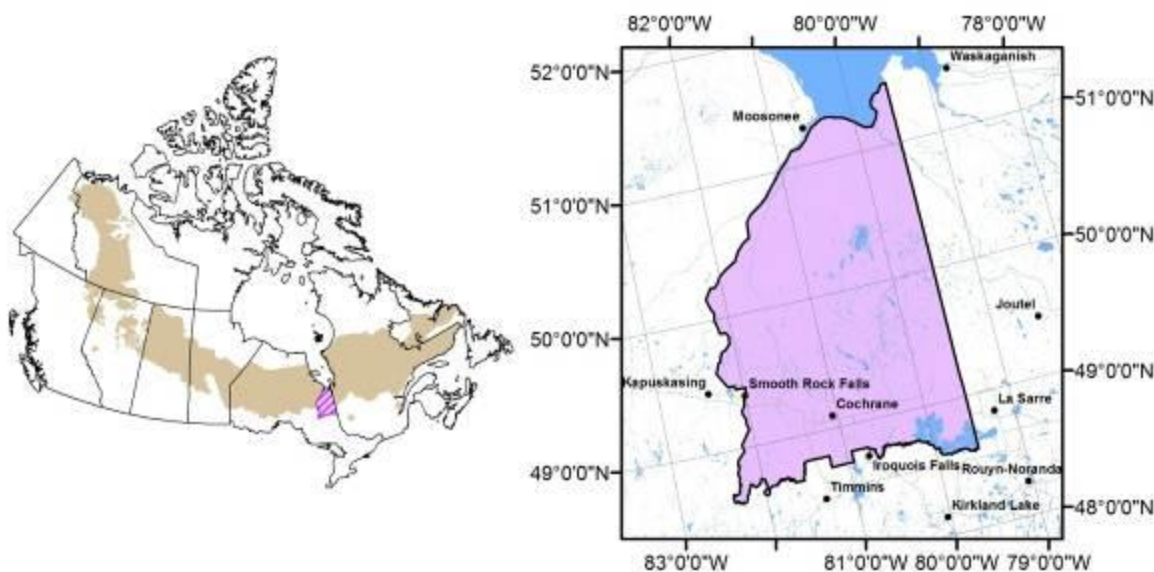 82°0'0"W 80°0'0"W 78°0'0"W
52°0'0"N
Waskaganish
51°0'0"N
Moosonee
51°0'0"N
50°0'0"N
Joutel
50°0'0"N
49°0'0"N
Kapuskasing
Smooth Rock Falls
La Sarre
Cochrane
49°0'0"N
Iroquois Falls
Rouyn-Noranda
Timmins
Kirkland Lake
48°0'0"N
83°0'0"W 81°0'0"W 80°0'0"W 79°0'0"W